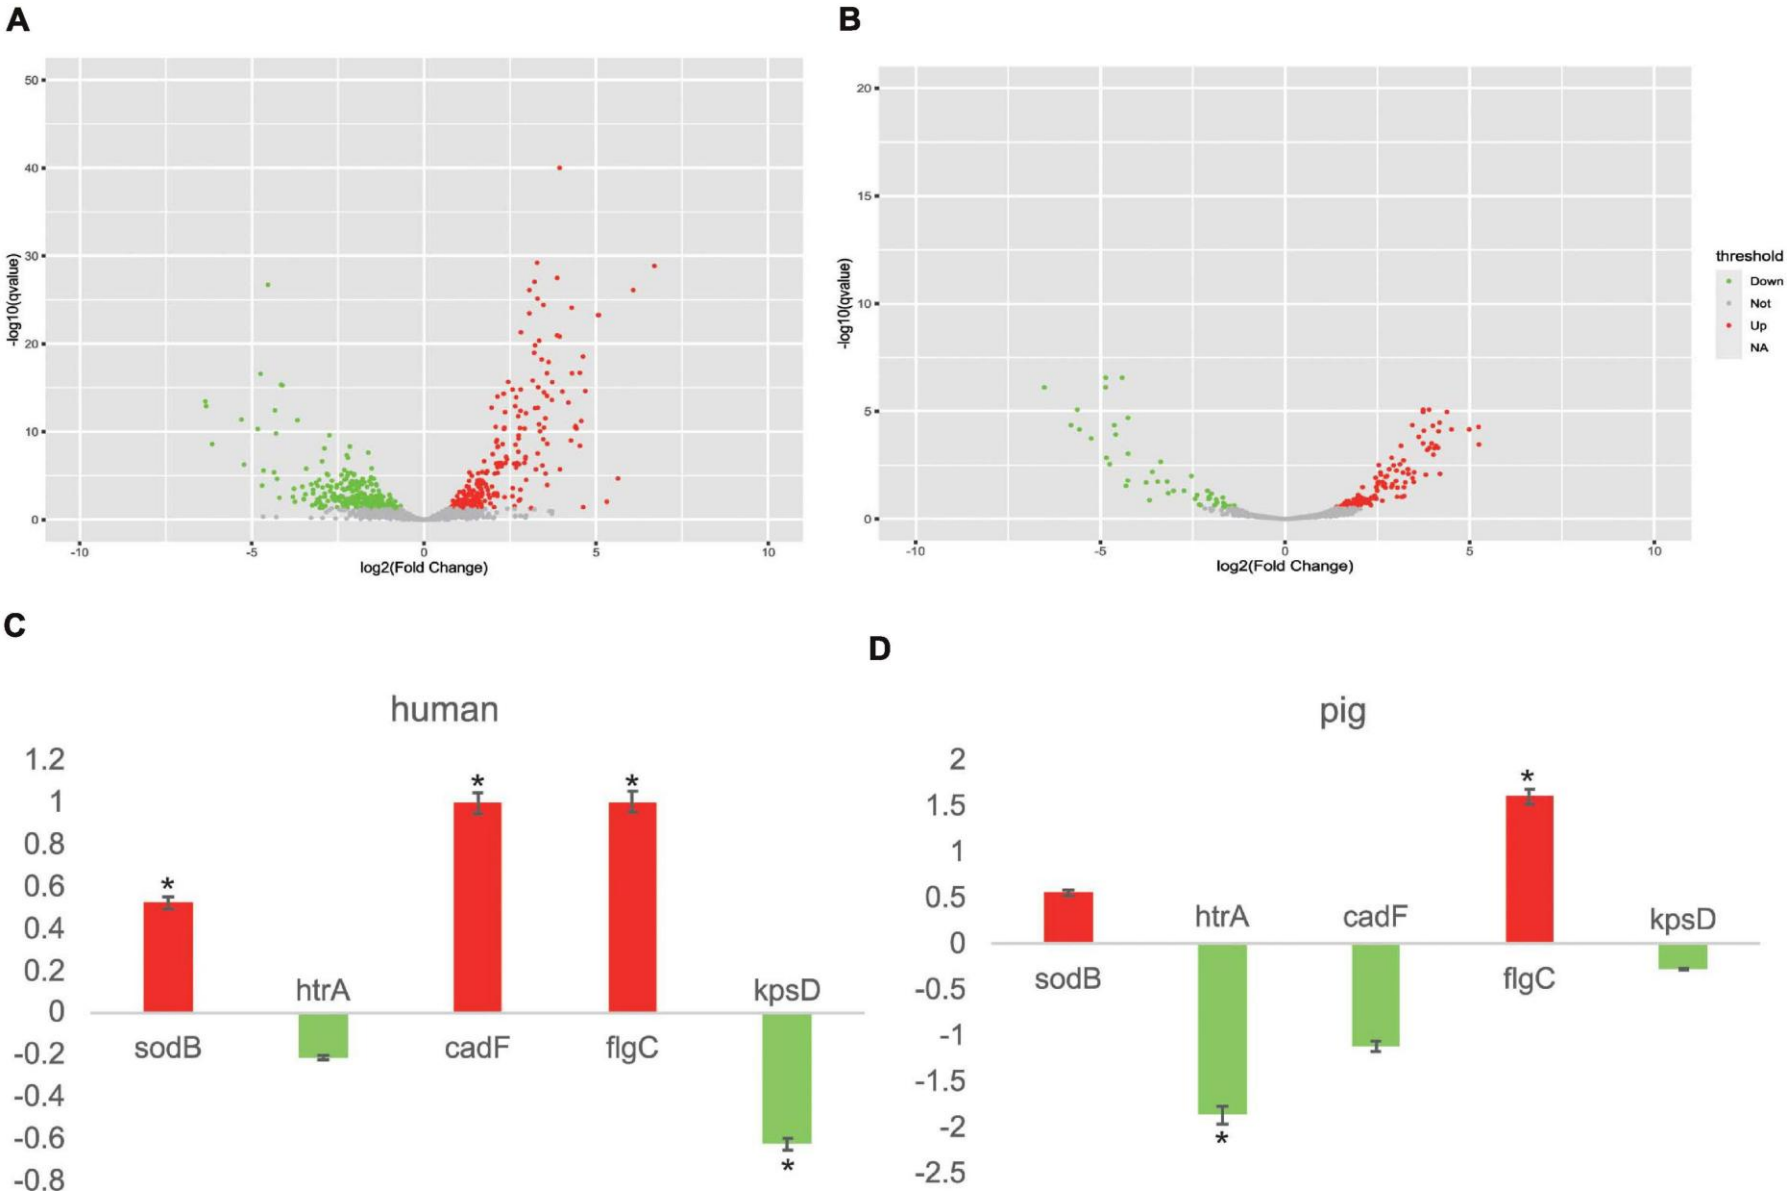 A
50
40
30
20
10
0
-log10(qvalue)
-10
-5
0
5
10
log2(Fold Change)
B
20
15
10
5
0
-log10(qvalue)
-10
-5
0
5
10
log2(Fold Change)
threshold
Down
Not
Up
NA
C
human
1.2
1
0.8
0.6
0.4
0.2
0
-0.2
-0.4
-0.6
-0.8
*
*
*
*
sodB
htrA
cadF
flgC
kpsD
D
pig
2
1.5
1
0.5
0
-0.5
-1
-1.5
-2
-2.5
*
*
sodB
htrA
cadF
flgC
kpsD